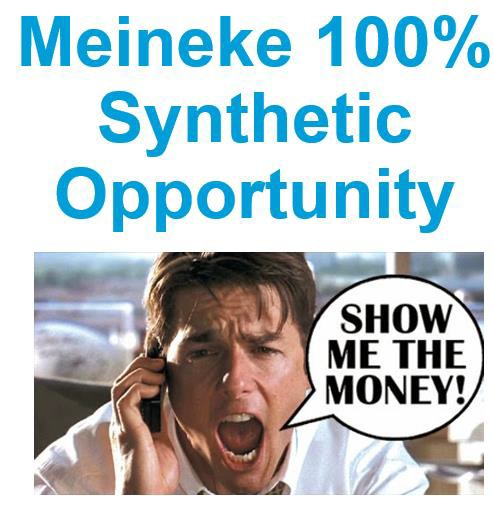 Meineke 100%
Synthetic
Opportunity
SHOW
ME THE
MONEY!